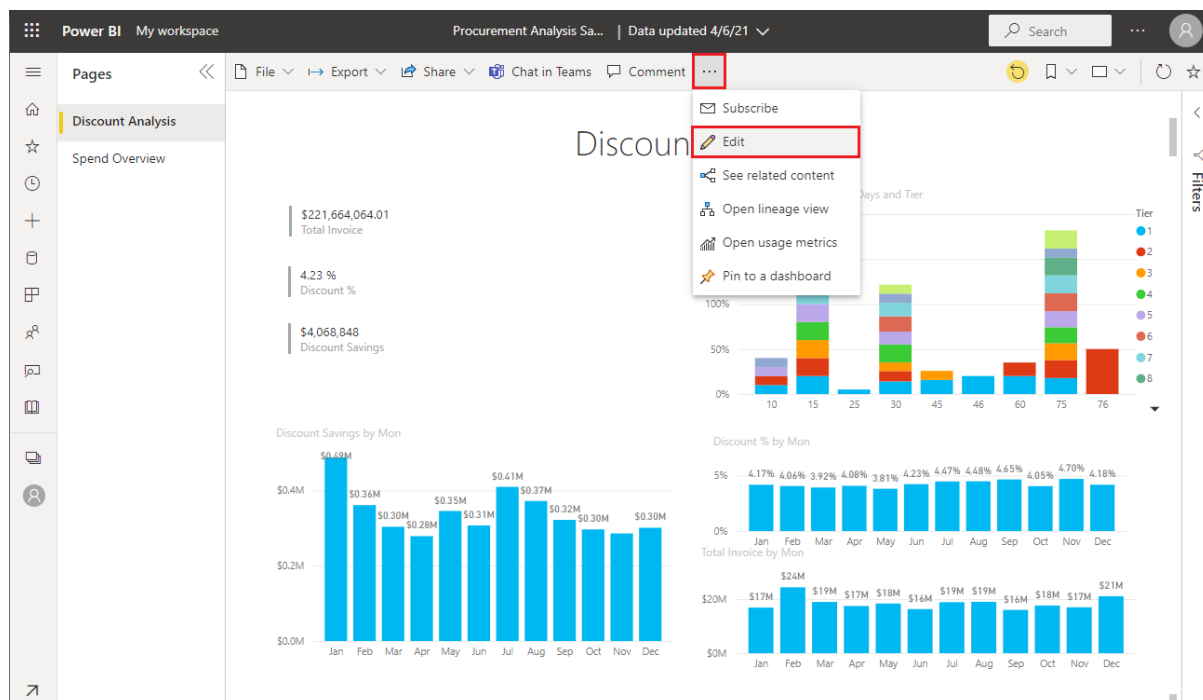 Power BI My workspace
Procurement Analysis Sa... | Data updated 4/6/21
Search
Pages
File
Export
Share
Chat in Teams
Comment
Discount Analysis
Spend Overview
Subscribe
Edit
See related content
Open lineage view
Open usage metrics
Pin to a dashboard
Filters
Discoun
$221,664,064.01
Total Invoice
4.23 %
Discount %
$4,068,848
Discount Savings
Days and Tier
Tier
1
2
3
4
5
6
7
8
100%
50%
0%
10 15 25 30 45 46 60 75 76
Discount Savings by Mon
$0.49M
$0.36M
$0.30M
$0.28M
$0.35M
$0.31M
$0.41M
$0.37M
$0.32M
$0.30M
$0.30M
$0.4M
$0.2M
$0.0M
Jan Feb Mar Apr May Jun Jul Aug Sep Oct Nov Dec
Discount % by Mon
5%
4.17% 4.06% 3.92% 4.08% 3.81% 4.23% 4.47% 4.48% 4.65% 4.05% 4.70% 4.18%
0%
Jan Feb Mar Apr May Jun Jul Aug Sep Oct Nov Dec
Total Invoice by Mon
$20M
$17M $24M $19M $17M $18M $16M $19M $19M $16M $18M $17M $21M
$0M
Jan Feb Mar Apr May Jun Jul Aug Sep Oct Nov Dec